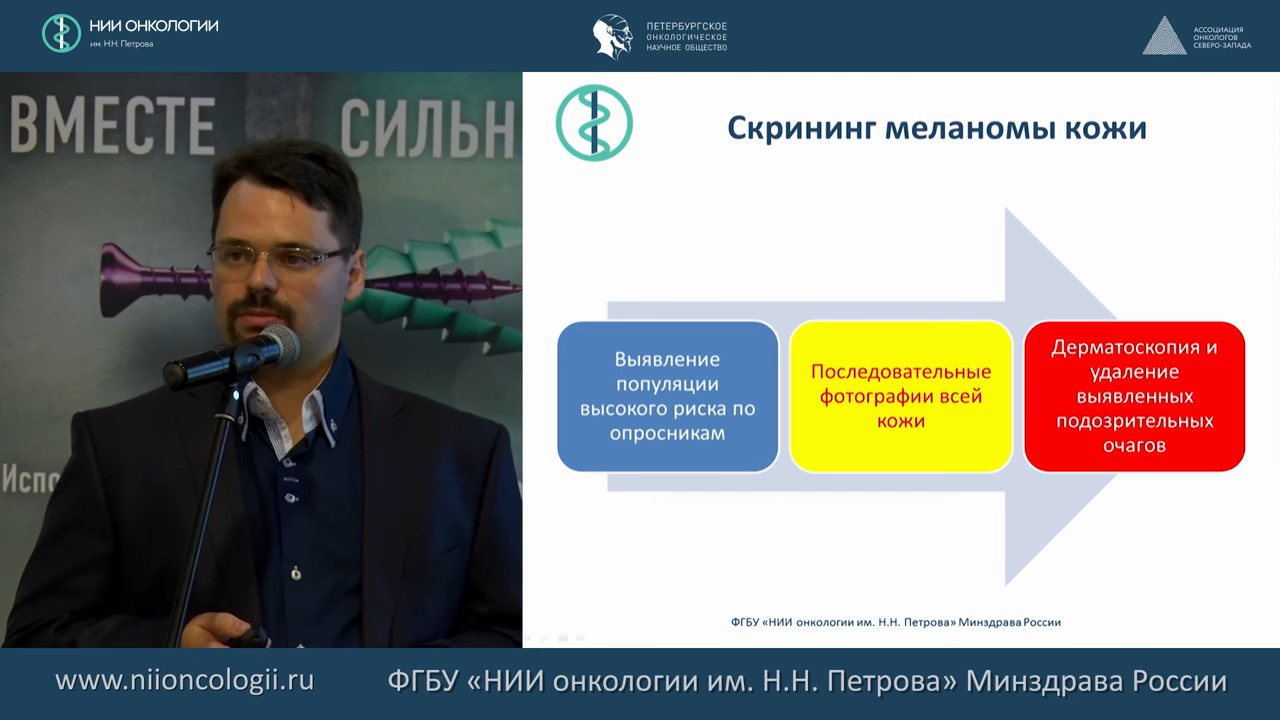 НИИ ОНКОЛОГИИ
им. Н.Н. Петрова
ПЕТЕРБУРГСКОЕ
ОНКОЛОГИЧЕСКОЕ
НАУЧНОЕ ОБЩЕСТВО
АССОЦИАЦИЯ
ОНКОЛОГОВ
СЕВЕРО-ЗАПАДА
ВМЕСТЕ СИЛЬН
Испо
Скрининг меланомы кожи
Выявление
популяции
высокого риска по
опросникам
Последовательные
фотографии всей
кожи
Дерматоскопия и
удаление
выявленных
подозрительных
очагов
ФГБУ «НИИ онкологии им. Н.Н. Петрова» Минздрава России
www.niioncologii.ru
ФГБУ «НИИ онкологии им. Н.Н. Петрова» Минздрава России